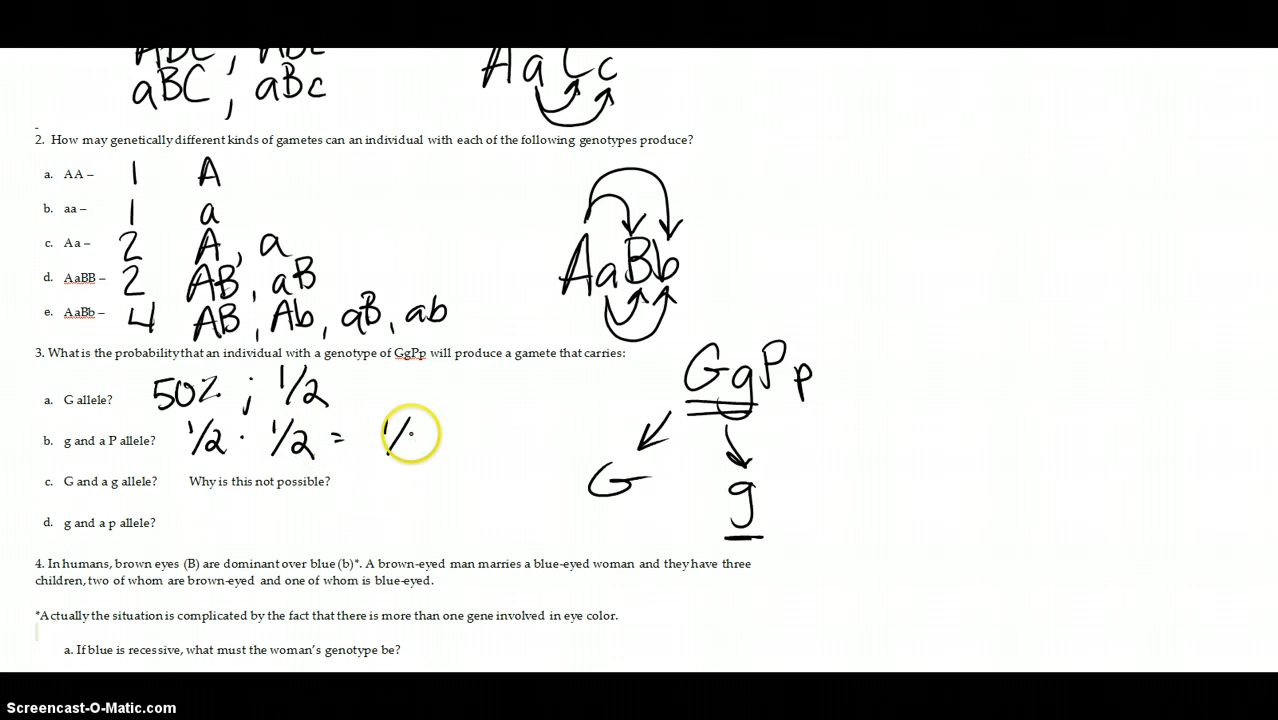 aBC ; aBc
AaCc
2. How may genetically different kinds of gametes can an individual with each of the following genotypes produce?
a. AA – 1 A
b. aa – 1 a
c. Aa – 2 A, a
d. AaBB – 2 AB, aB
e. AaBb – 4 AB, Ab, aB, ab
AaBb
3. What is the probability that an individual with a genotype of GgPp will produce a gamete that carries:
GgPp
a. G allele? 50% ; 1/2
b. g and a P allele? 1/2 · 1/2 =
c. G and a g allele? Why is this not possible?
G
g
d. g and a p allele?
4. In humans, brown eyes (B) are dominant over blue (b)*. A brown-eyed man marries a blue-eyed woman and they have three
children, two of whom are brown-eyed and one of whom is blue-eyed.
*Actually the situation is complicated by the fact that there is more than one gene involved in eye color.
a. If blue is recessive, what must the woman's genotype be?
Screencast-O-Matic.com